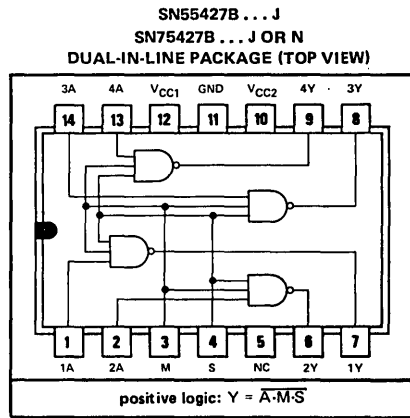 SN55427B . . . J
SN75427B . . . J OR N
DUAL-IN-LINE PACKAGE (TOP VIEW)
3A 4A VCC1 GND VCC2 4Y 3Y
14 13 12 11 10 9 8
1 2 3 4 5 6 7
1A 2A M S NC 2Y 1Y
positive logic: Y = A·M·S